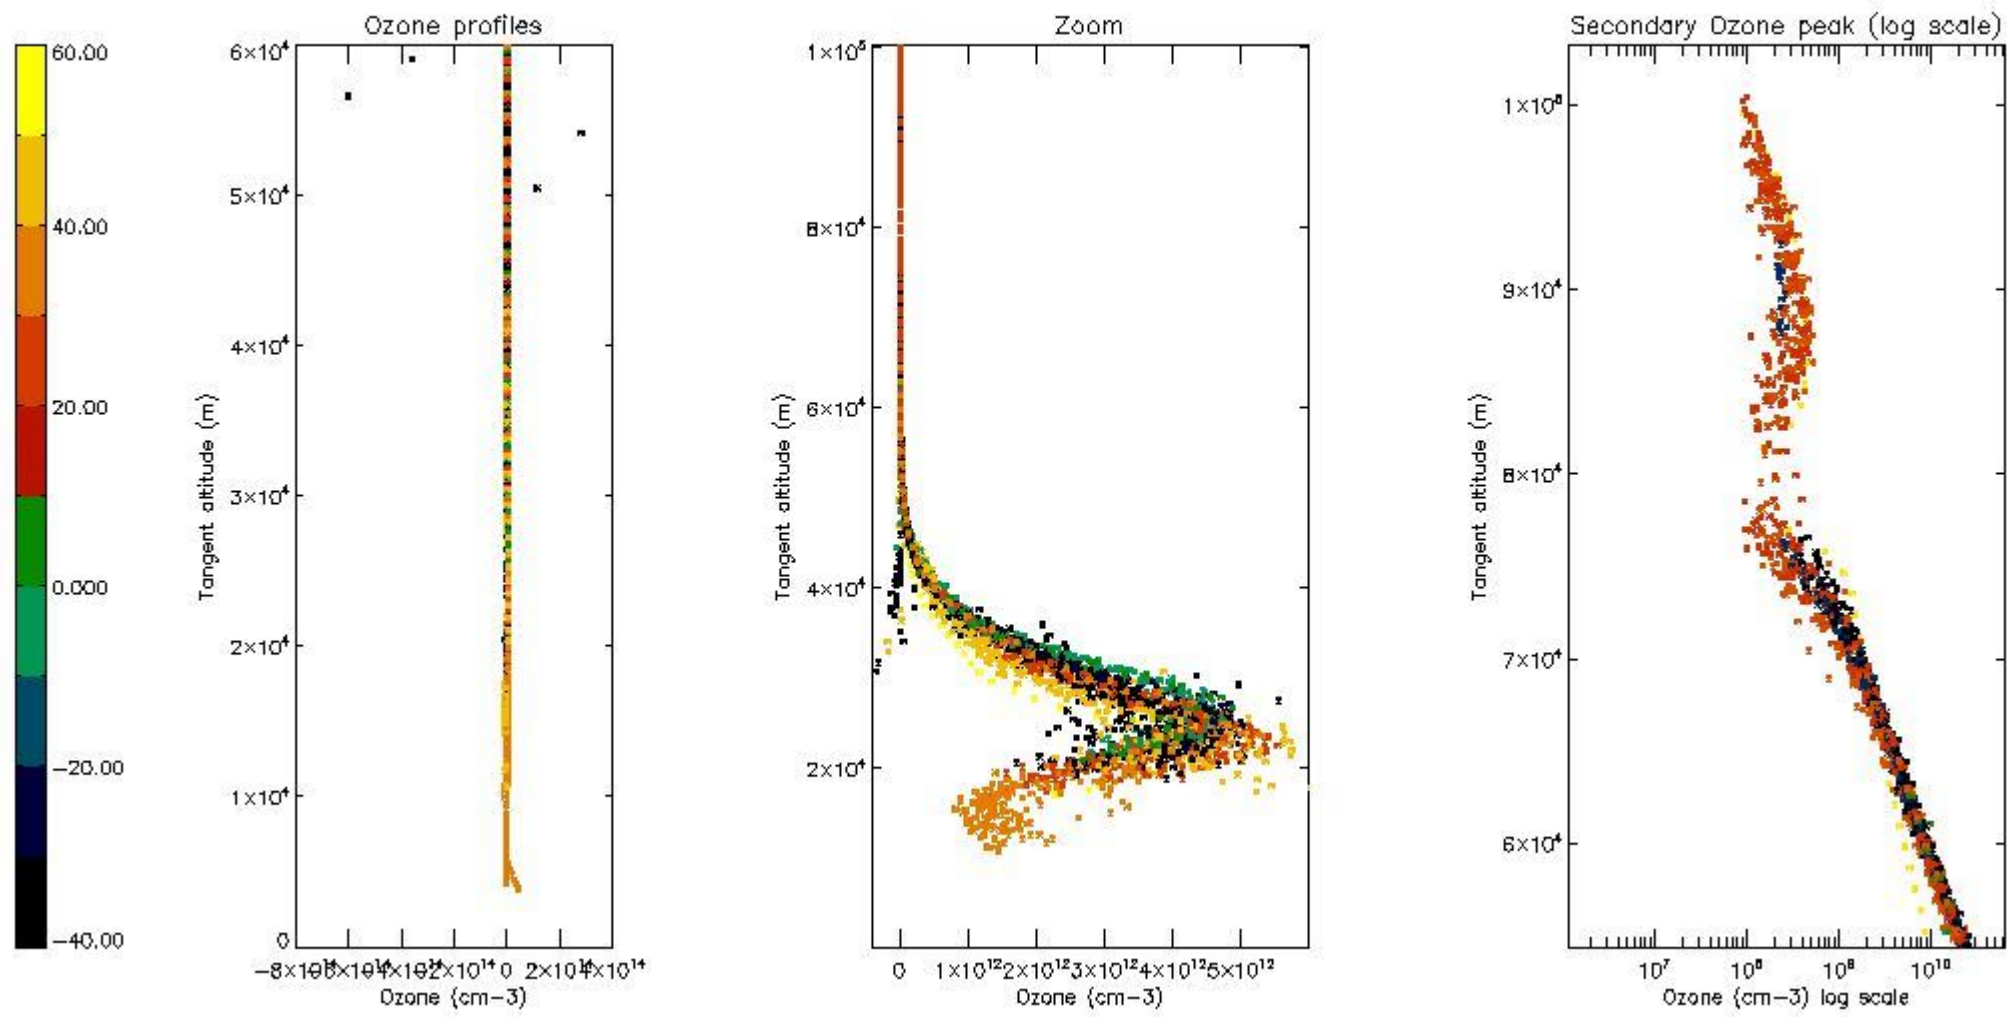 60.00
40.00
20.00
0.000
−20.00
−40.00
Ozone profiles
6×10⁴
5×10⁴
4×10⁴
3×10⁴
2×10⁴
1×10⁴
0
Tangent altitude (m)
−2×10¹⁴ 0 2×10¹⁴ 4×10¹⁴
Ozone (cm−3)
Zoom
1×10⁵
8×10⁴
6×10⁴
4×10⁴
2×10⁴
Tangent altitude (m)
0 1×10¹² 2×10¹² 3×10¹² 4×10¹² 5×10¹²
Ozone (cm−3)
Secondary Ozone peak (log scale)
1×10⁵
9×10⁴
8×10⁴
7×10⁴
6×10⁴
Tangent altitude (m)
10⁷ 10⁸ 10⁹ 10¹⁰
Ozone (cm−3) log scale